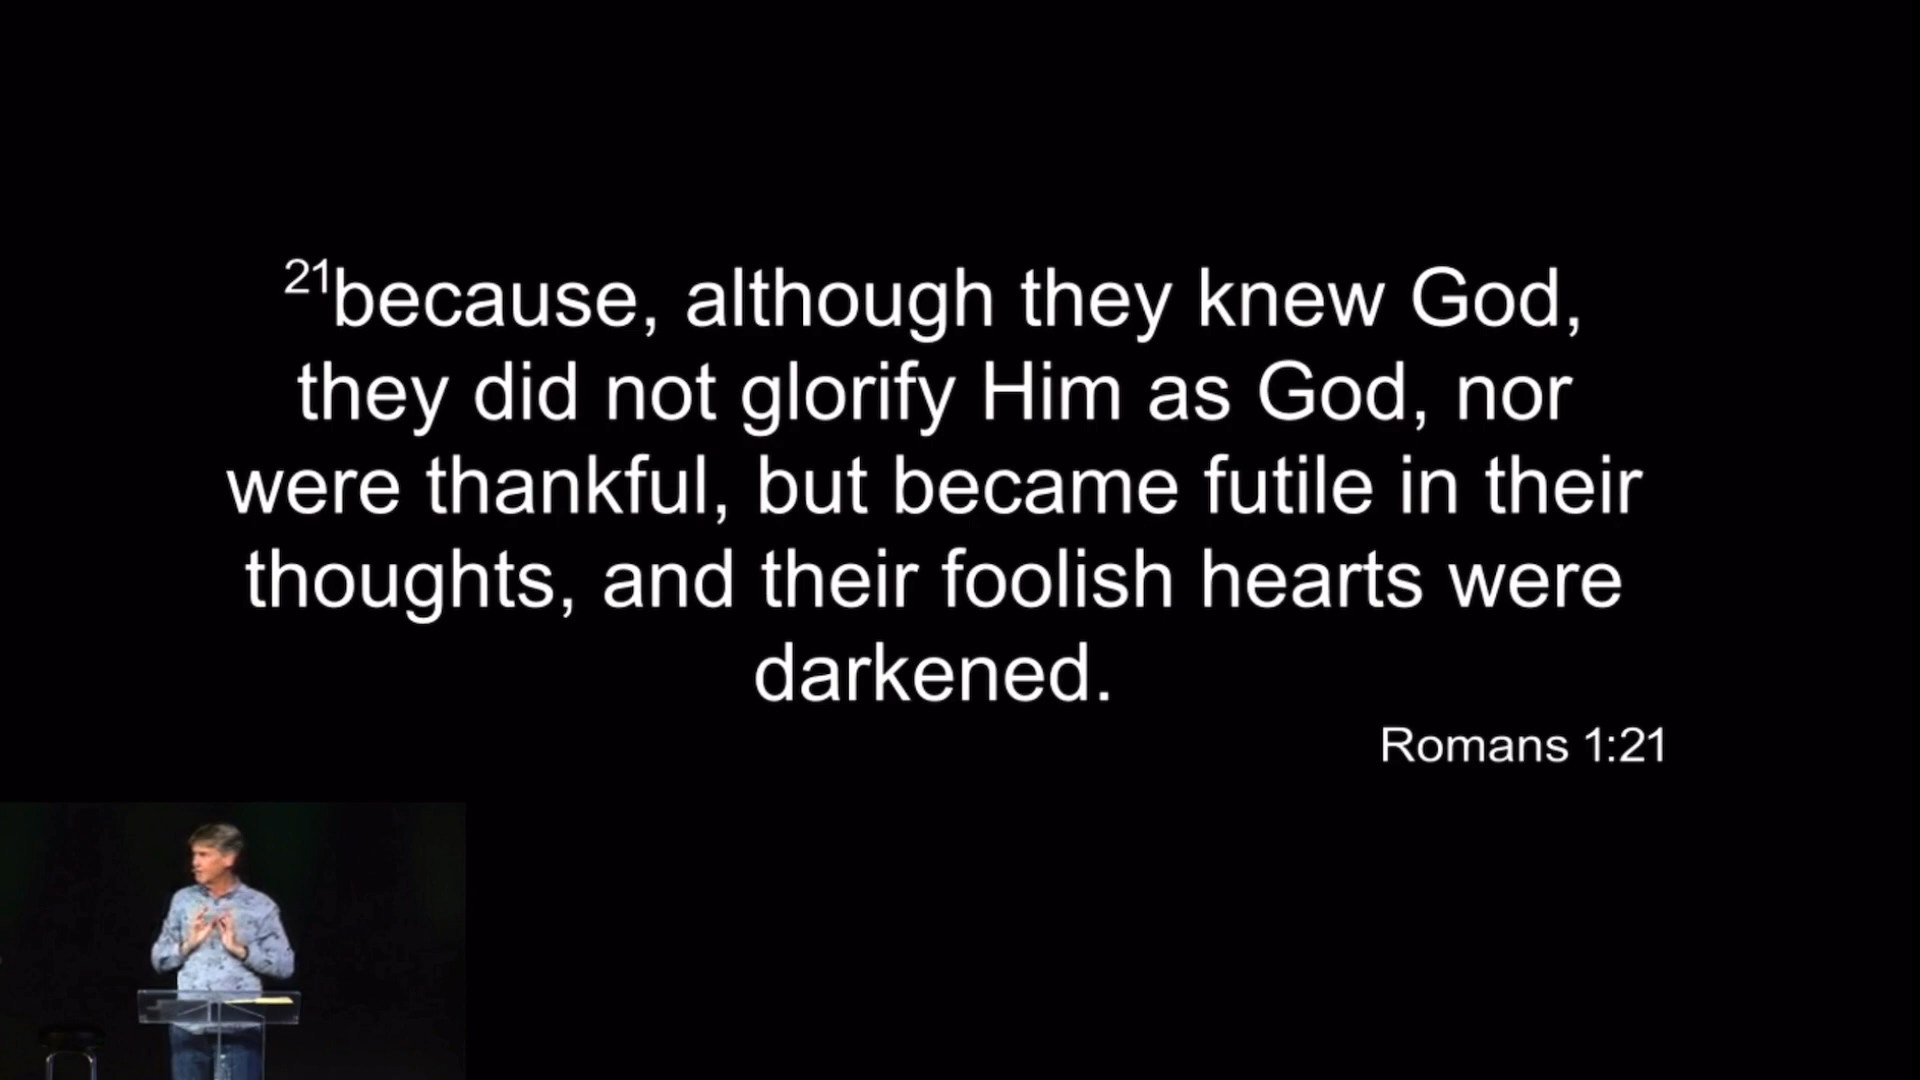 21because, although they knew God,
they did not glorify Him as God, nor
were thankful, but became futile in their
thoughts, and their foolish hearts were
darkened.
Romans 1:21